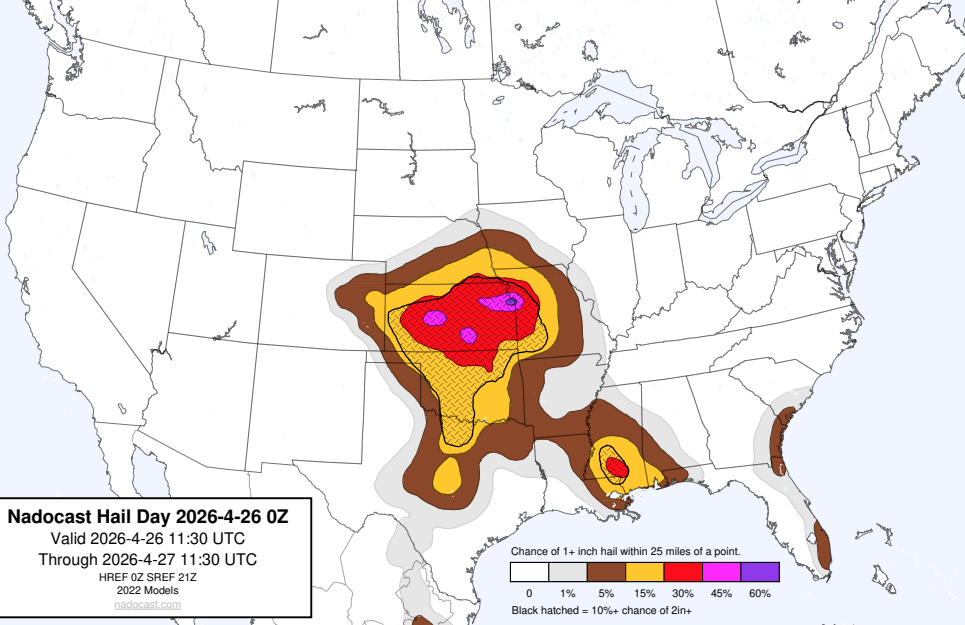 Nadocast Hail Day 2026-4-26 0Z
Valid 2026-4-26 11:30 UTC
Through 2026-4-27 11:30 UTC
HREF 0Z SREF 21Z
2022 Models
nadocast.com
Chance of 1+ inch hail within 25 miles of a point.
0 1% 5% 15% 30% 45% 60%
Black hatched = 10%+ chance of 2in+